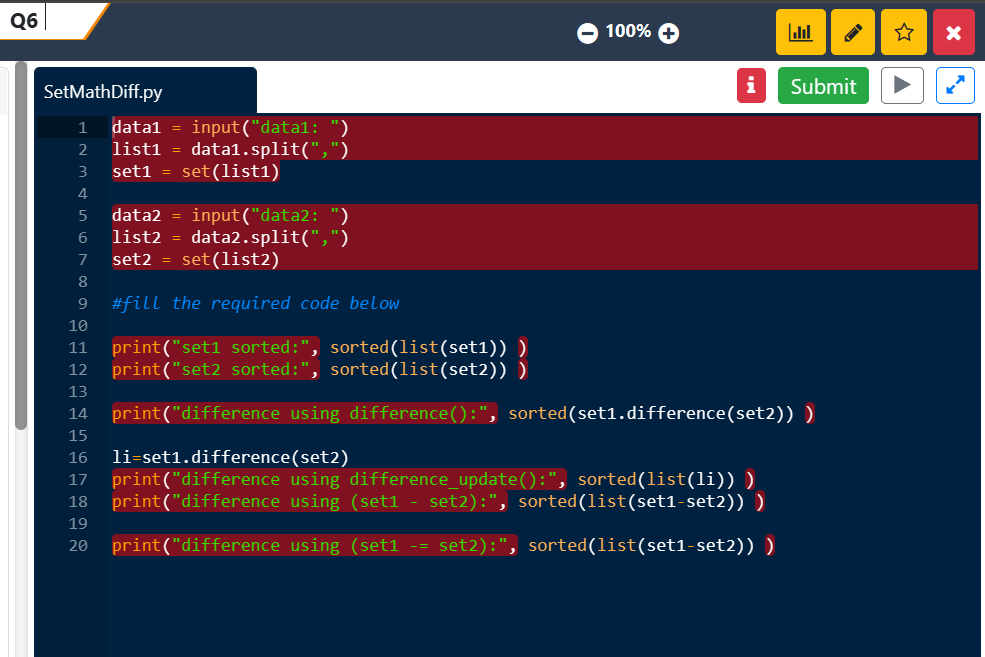 Q6
100%
SetMathDiff.py
Submit
1 data1 = input("data1: ")
2 list1 = data1.split(",")
3 set1 = set(list1)
4
5 data2 = input("data2: ")
6 list2 = data2.split(",")
7 set2 = set(list2)
8
9 #fill the required code below
10
11 print("set1 sorted:", sorted(list(set1)) )
12 print("set2 sorted:", sorted(list(set2)) )
13
14 print("difference using difference():", sorted(set1.difference(set2)) )
15
16 li=set1.difference(set2)
17 print("difference using difference_update():", sorted(list(li)) )
18 print("difference using (set1 - set2):", sorted(list(set1-set2)) )
19
20 print("difference using (set1 -= set2):", sorted(list(set1-set2)) )